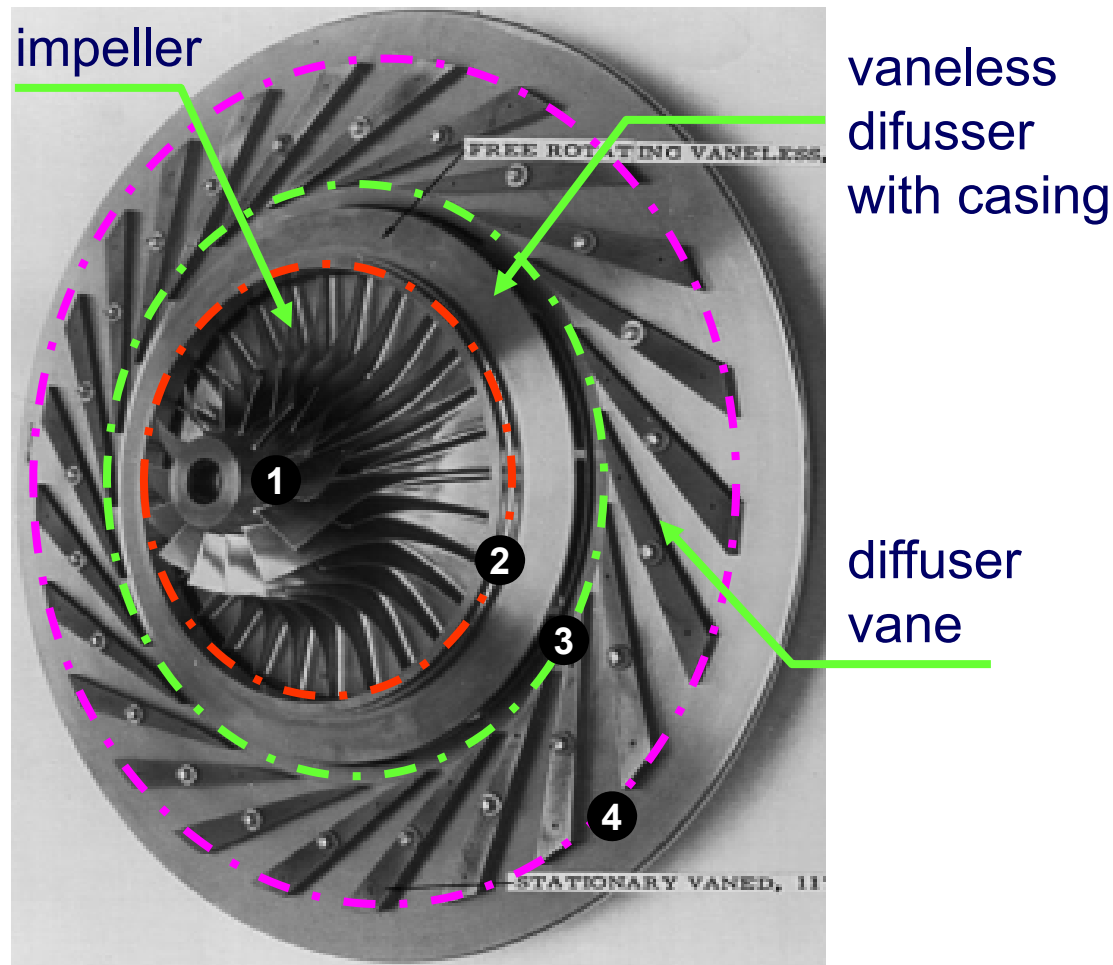 impeller
vaneless
difusser
with casing
FREE ROTATING VANELESS,
1
2
3
diffuser
vane
4
STATIONARY VANED, 11